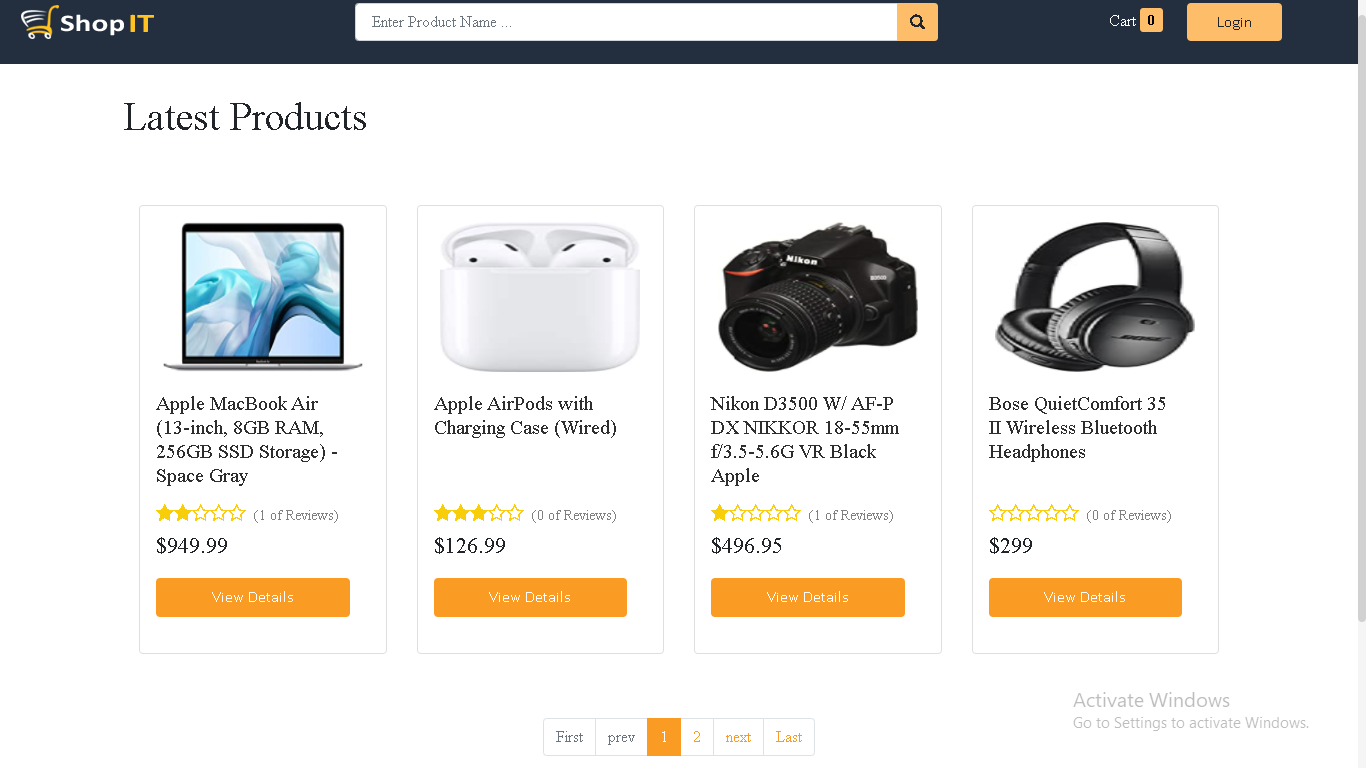 Shop IT
Enter Product Name ...
Cart 0
Login
Latest Products
Nikon
D3500
BOSE
Apple MacBook Air
(13-inch, 8GB RAM,
256GB SSD Storage) -
Space Gray
(1 of Reviews)
$949.99
View Details
Apple AirPods with
Charging Case (Wired)
(0 of Reviews)
$126.99
View Details
Nikon D3500 W/ AF-P
DX NIKKOR 18-55mm
f/3.5-5.6G VR Black
Apple
(1 of Reviews)
$496.95
View Details
Bose QuietComfort 35
II Wireless Bluetooth
Headphones
(0 of Reviews)
$299
View Details
First prev 1 2 next Last
Activate Windows
Go to Settings to activate Windows.